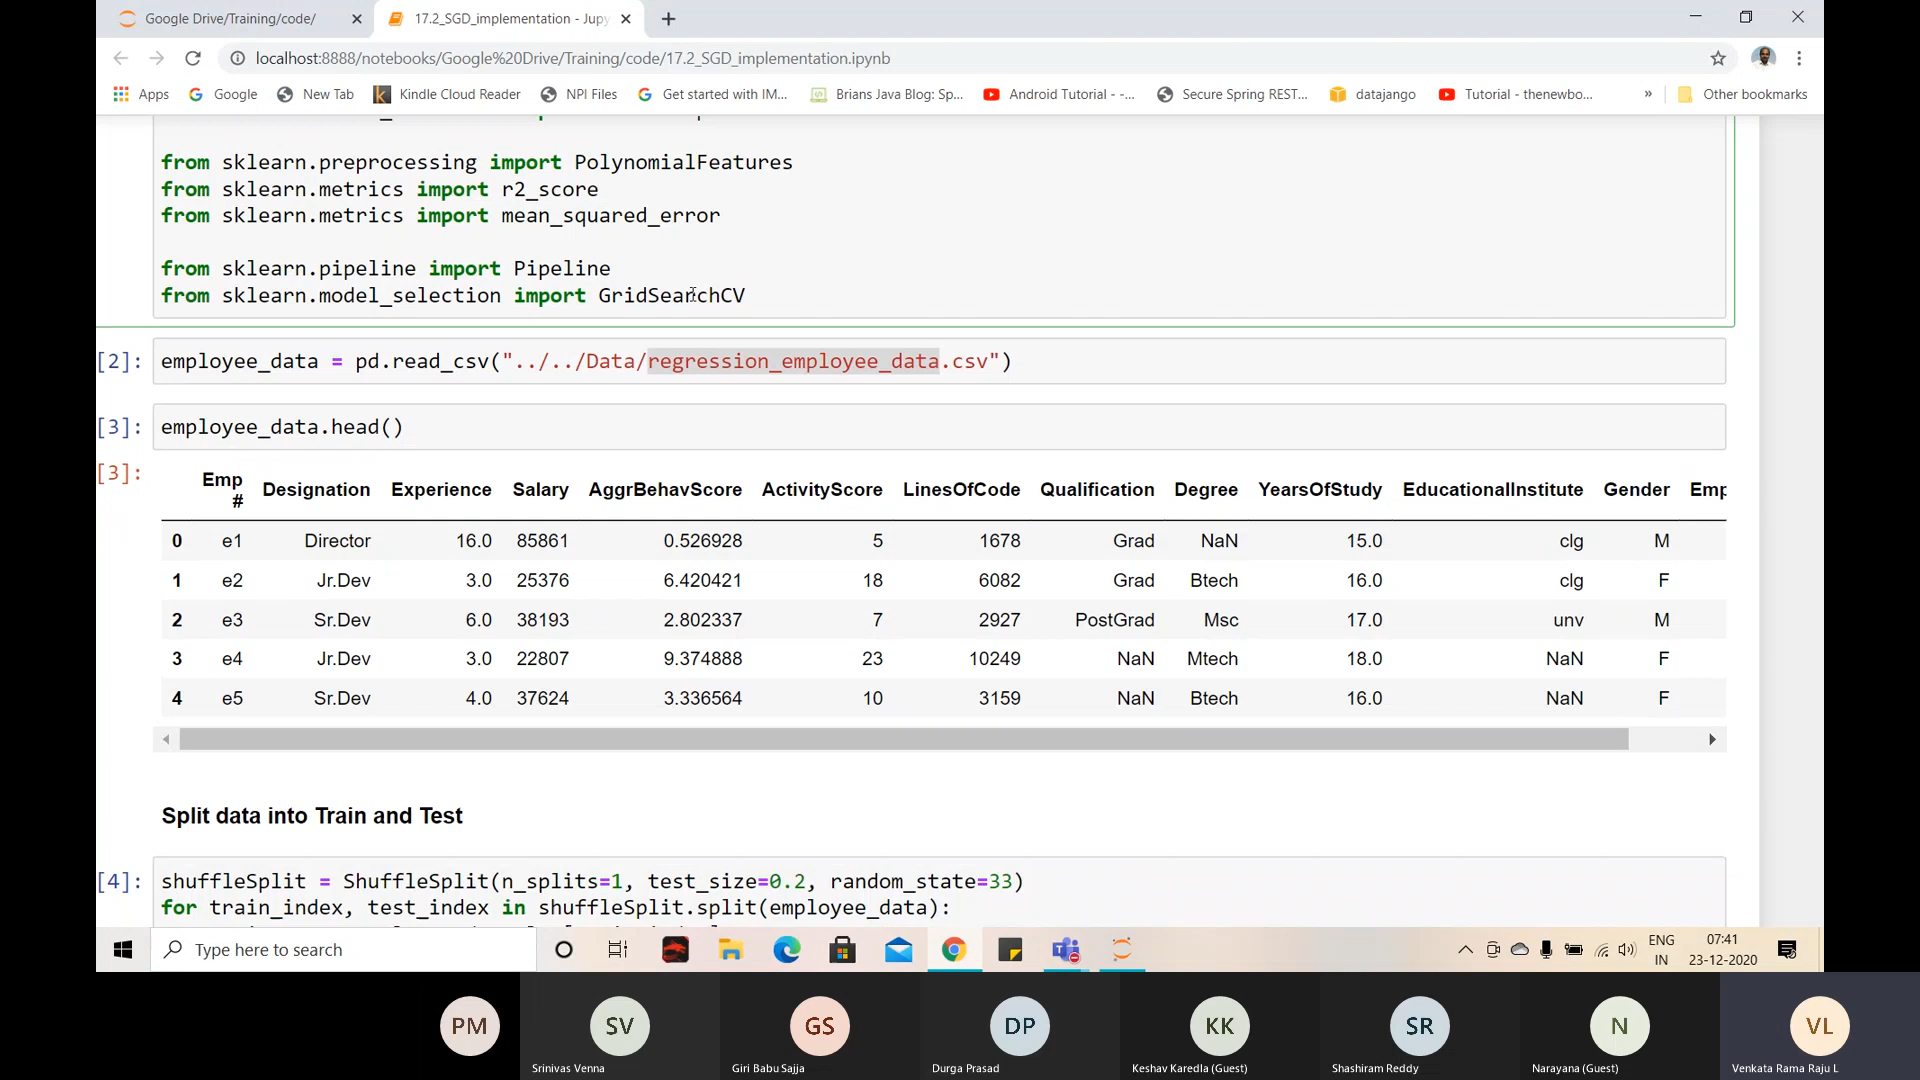 Google Drive/Training/code/
17.2_SGD_implementation - Jupy
localhost:8888/notebooks/Google%20Drive/Training/code/17.2_SGD_implementation.ipynb
Apps Google New Tab Kindle Cloud Reader NPI Files Get started with IM... Brians Java Blog: Sp... Android Tutorial - -... Secure Spring REST... datajango Tutorial - thenewbo... » Other bookmarks
from sklearn.preprocessing import PolynomialFeatures
from sklearn.metrics import r2_score
from sklearn.metrics import mean_squared_error
from sklearn.pipeline import Pipeline
from sklearn.model_selection import GridSearchCV
[2]: employee_data = pd.read_csv("../../Data/regression_employee_data.csv")
[3]: employee_data.head()
[3]:
Emp # Designation Experience Salary AggrBehavScore ActivityScore LinesOfCode Qualification Degree YearsOfStudy EducationalInstitute Gender Emp
0 e1 Director 16.0 85861 0.526928 5 1678 Grad NaN 15.0 clg M
1 e2 Jr.Dev 3.0 25376 6.420421 18 6082 Grad Btech 16.0 clg F
2 e3 Sr.Dev 6.0 38193 2.802337 7 2927 PostGrad Msc 17.0 unv M
3 e4 Jr.Dev 3.0 22807 9.374888 23 10249 NaN Mtech 18.0 NaN F
4 e5 Sr.Dev 4.0 37624 3.336564 10 3159 NaN Btech 16.0 NaN F
Split data into Train and Test
[4]: shuffleSplit = ShuffleSplit(n_splits=1, test_size=0.2, random_state=33)
for train_index, test_index in shuffleSplit.split(employee_data):
Type here to search
ENG
IN
07:41
23-12-2020
PM SV GS DP KK SR N VL
Srinivas Venna Giri Babu Sajja Durga Prasad Keshav Karedla (Guest) Shashiram Reddy Narayana (Guest) Venkata Rama Raju L